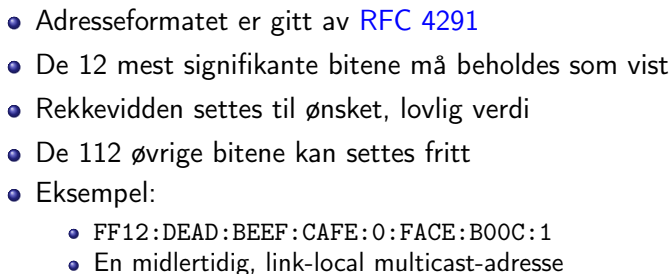 Adresseformatet er gitt av RFC 4291
De 12 mest signifikante bitene må beholdes som vist
Rekkevidden settes til ønsket, lovlig verdi
De 112 øvrige bitene kan settes fritt
Eksempel:
FF12:DEAD:BEEF:CAFE:0:FACE:B00C:1
En midlertidig, link-local multicast-adresse